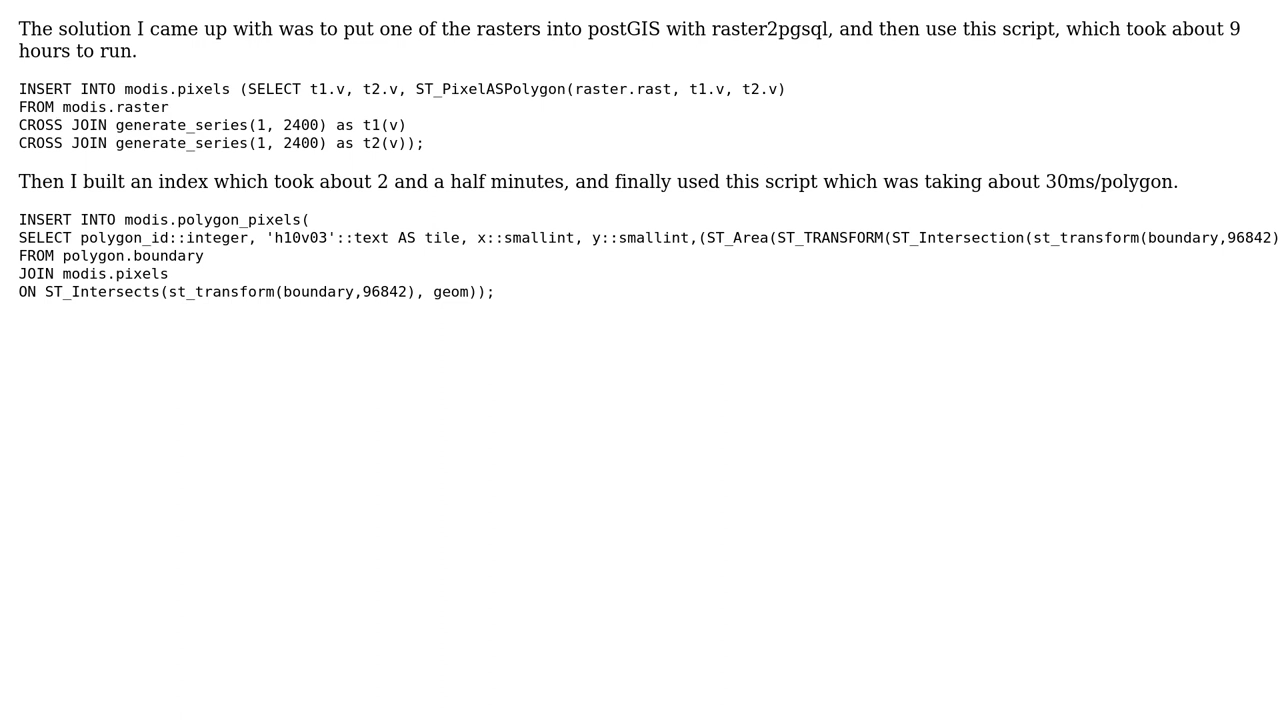 The solution I came up with was to put one of the rasters into postGIS with raster2pgsql, and then use this script, which took about 9
hours to run.
INSERT INTO modis.pixels (SELECT t1.v, t2.v, ST_PixelASPolygon(raster.rast, t1.v, t2.v)
FROM modis.raster
CROSS JOIN generate_series(1, 2400) as t1(v)
CROSS JOIN generate_series(1, 2400) as t2(v));
Then I built an index which took about 2 and a half minutes, and finally used this script which was taking about 30ms/polygon.
INSERT INTO modis.polygon_pixels(
SELECT polygon_id::integer, 'h10v03'::text AS tile, x::smallint, y::smallint,(ST_Area(ST_TRANSFORM(ST_Intersection(st_transform(boundary,96842)
FROM polygon.boundary
JOIN modis.pixels
ON ST_Intersects(st_transform(boundary,96842), geom));